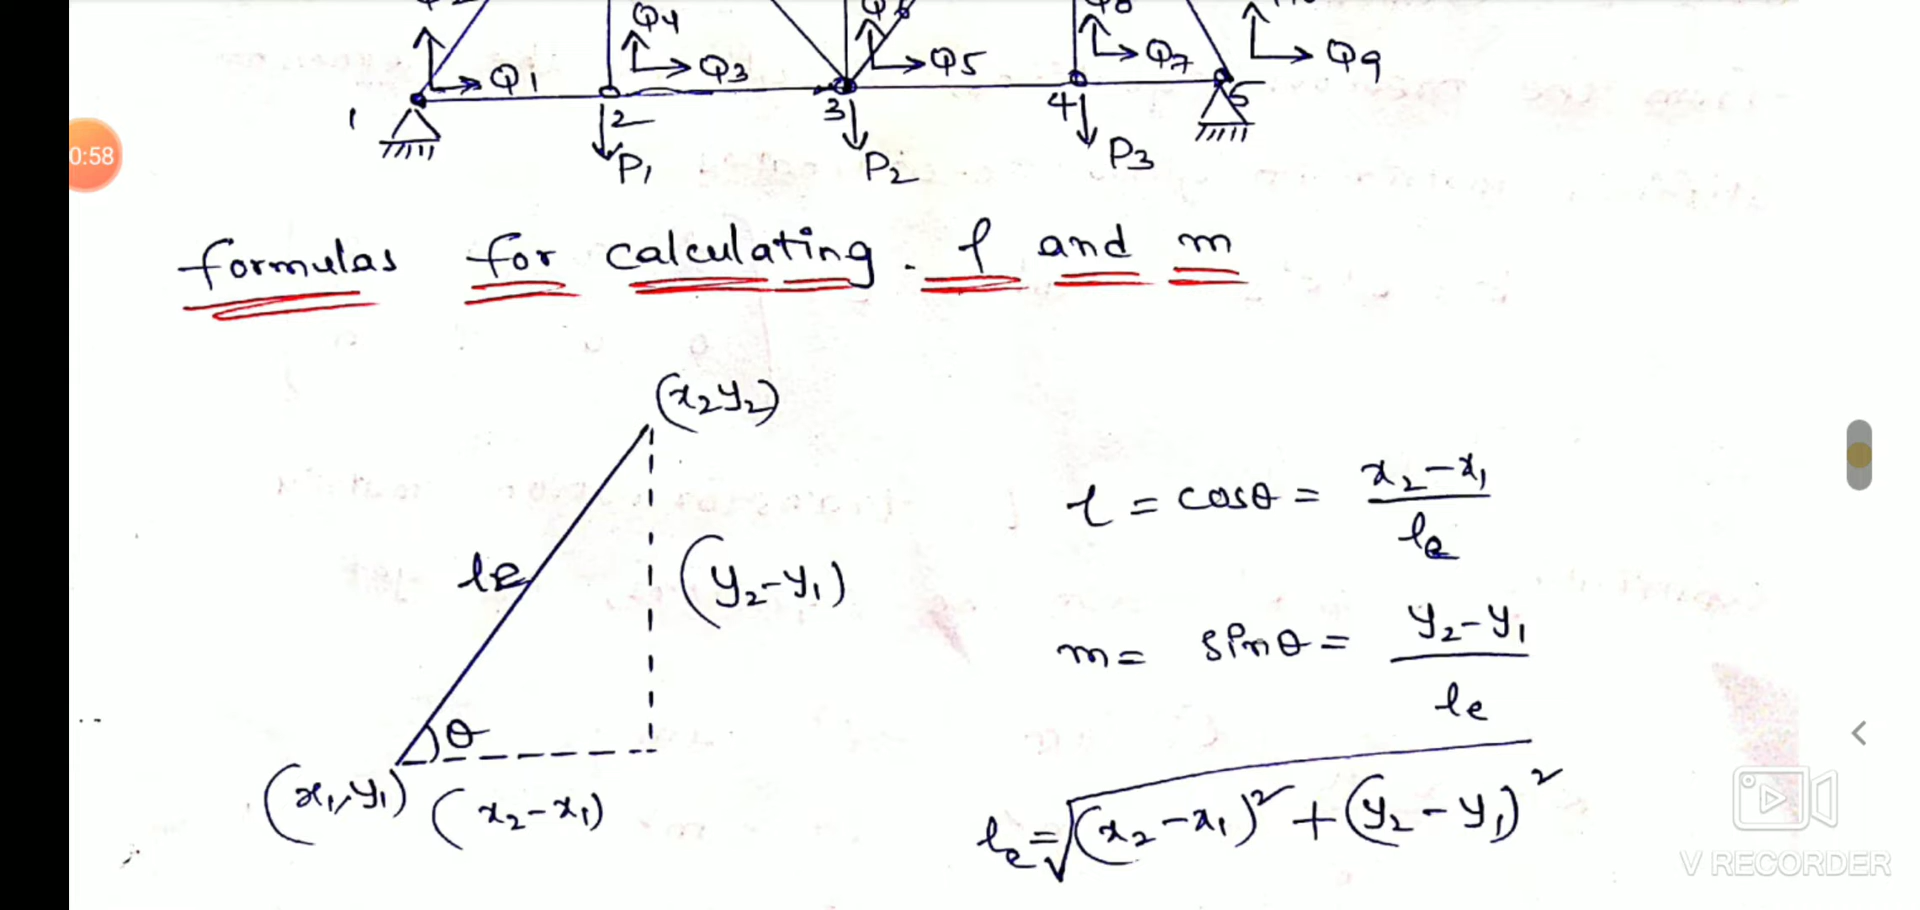 Q4
Q1
Q3
Q5
Q7
Q9
1
2
3
4
5
0:58
P1
P2
P3
formulas for calculating. l and m
(x2 y2)
l = cosθ = x2-x1 / le
le
(y2-y1)
m= sinθ = y2-y1 / le
θ
(x1,y1) (x2-x1)
le=√(x2-x1)²+(y2-y1)²
V RECORDER